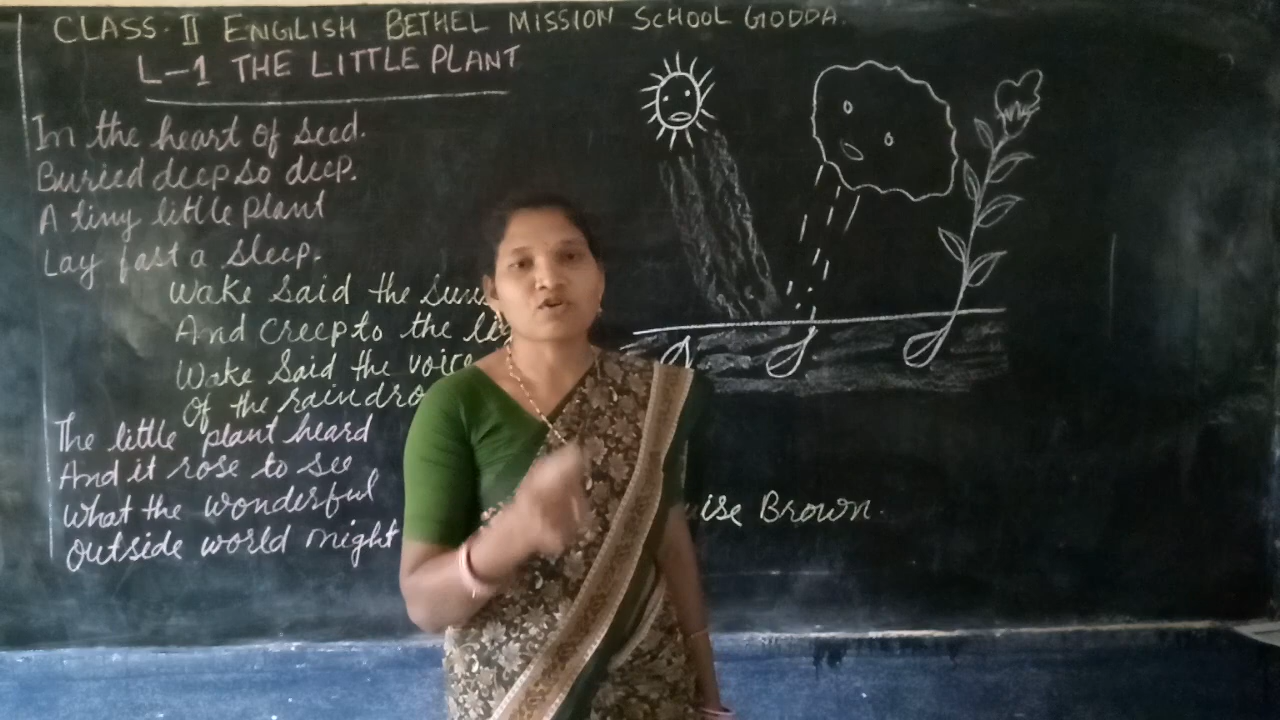 CLASS. II ENGLISH BETHEL MISSION SCHOOL GODDA.
L-1 THE LITTLE PLANT
In the heart of seed.
Buried deep so deep.
A tiny little plant
Lay fast a sleep.
Wake Said the
And creep to the
Wake Said the voice
Of the
The little plant heard
And it rose to see
What the wonderful
outside world might
Brown.